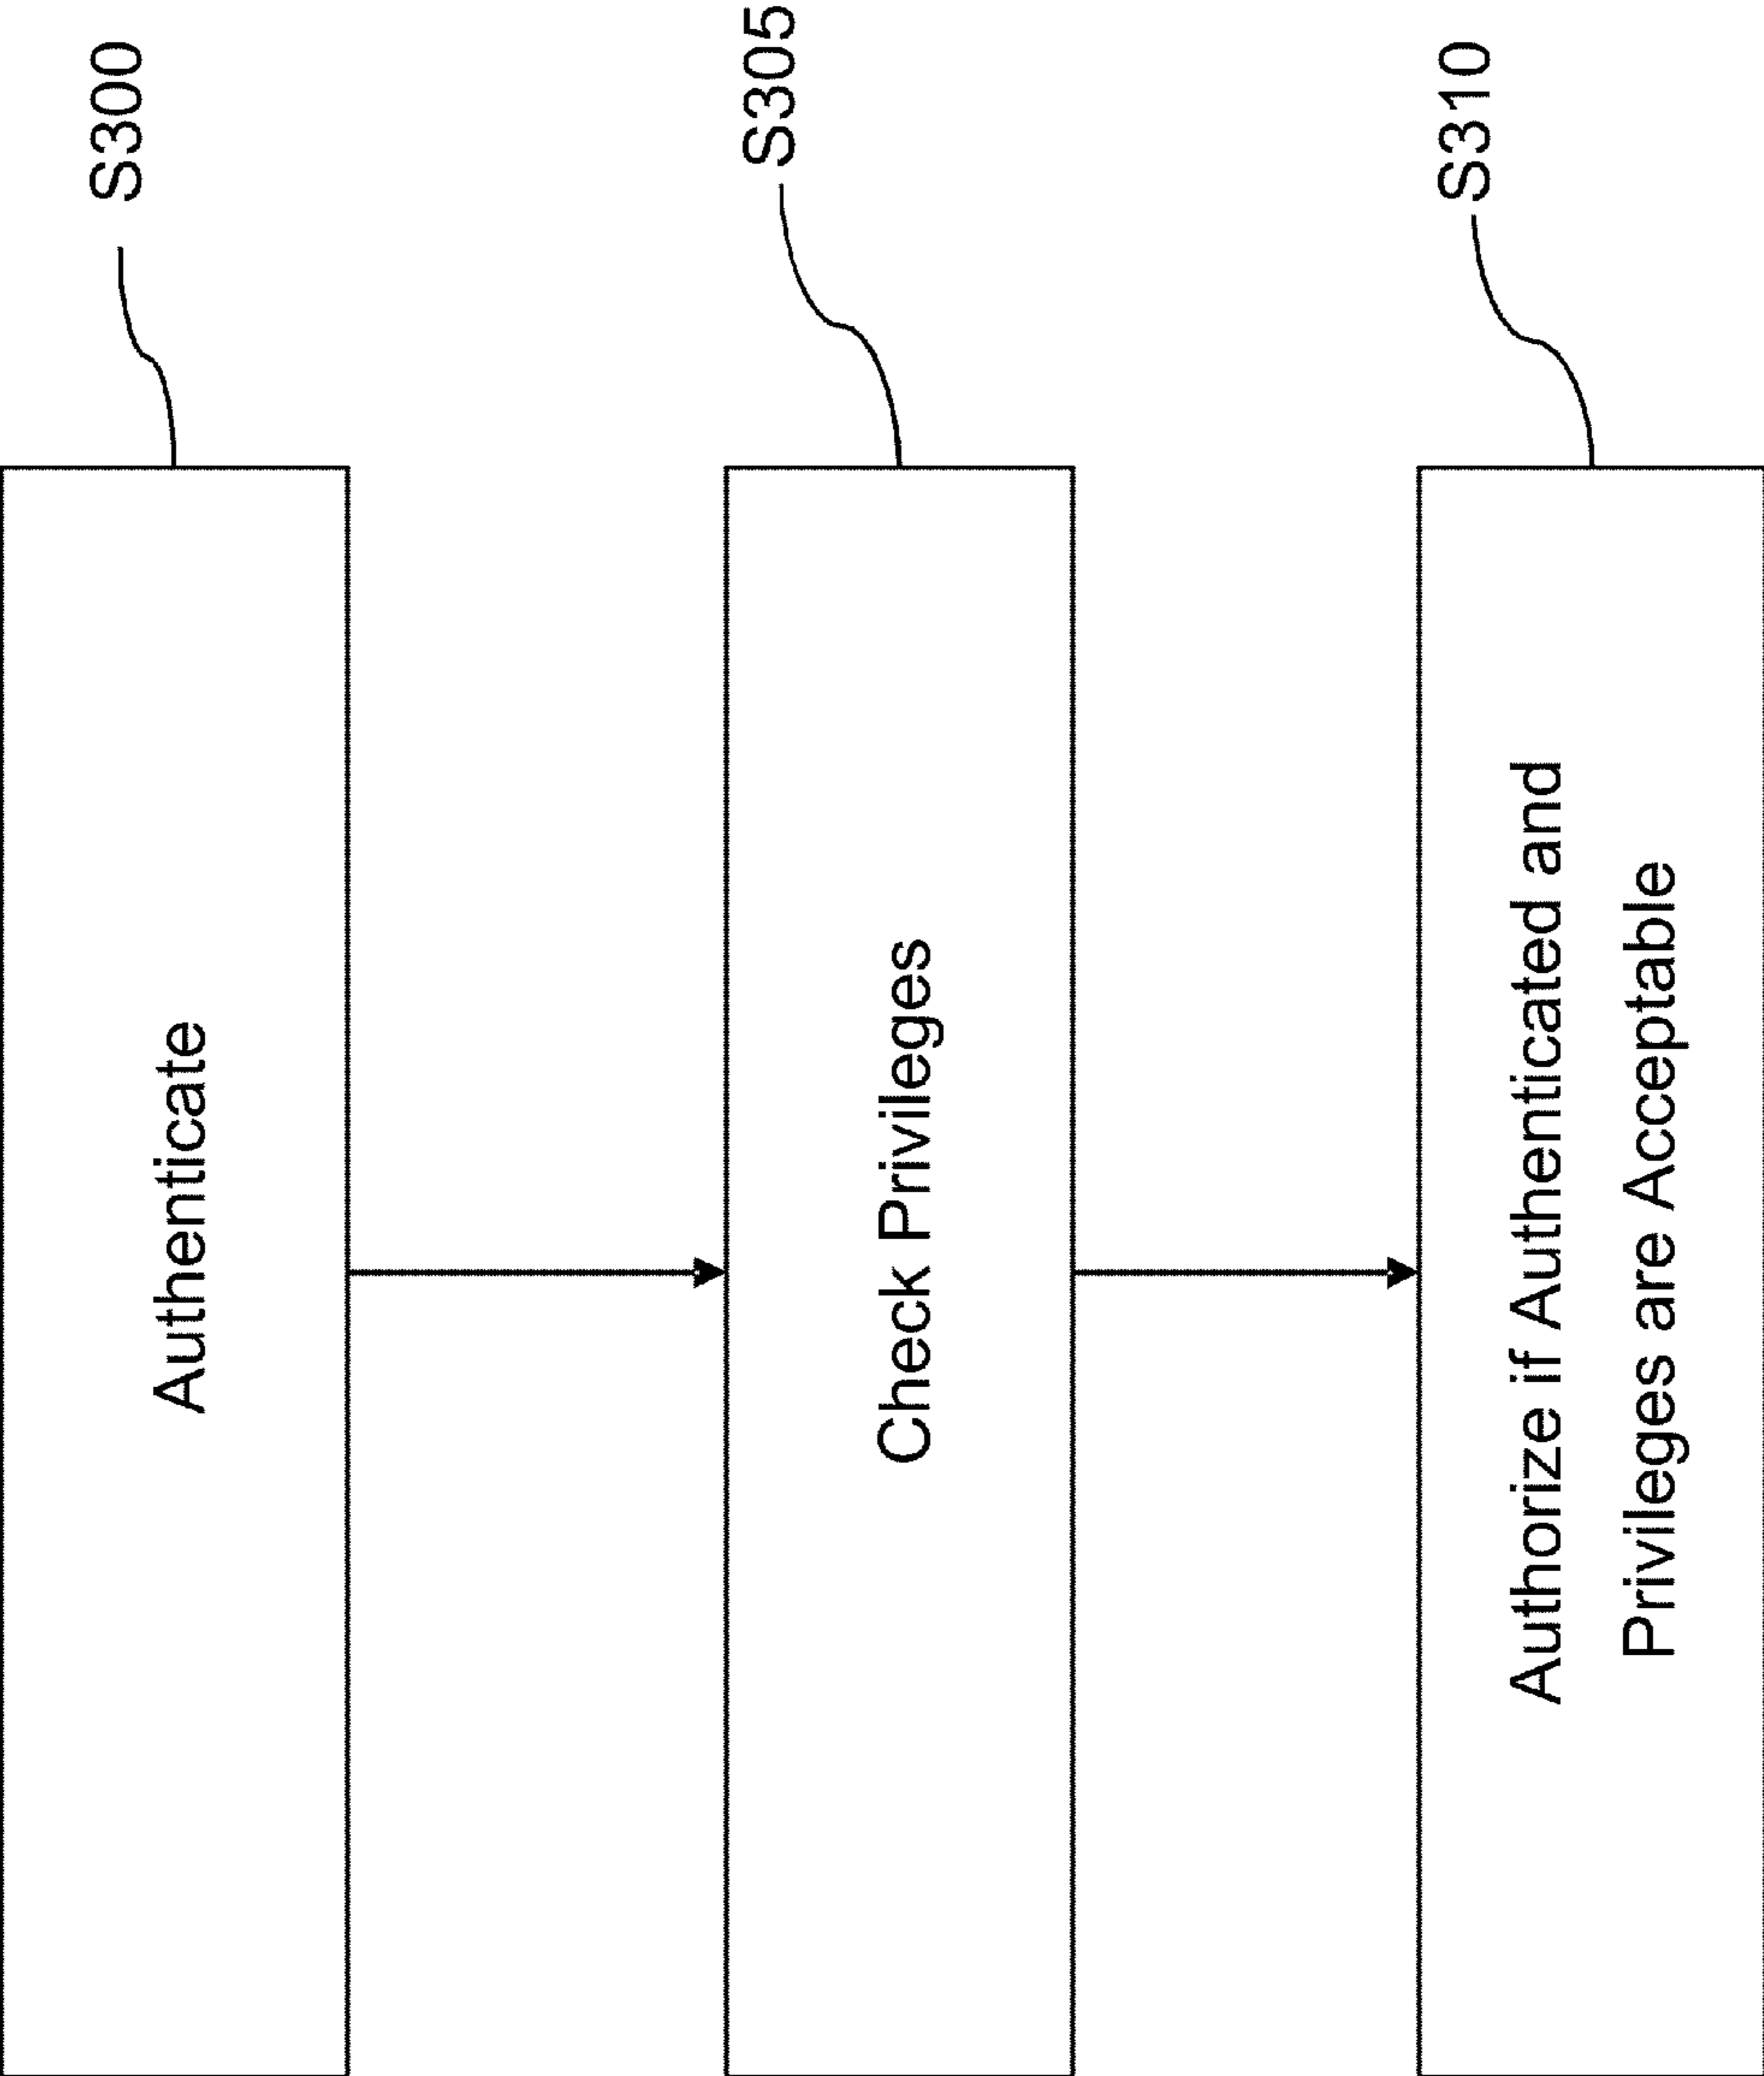 Authenticate
S300
Check Privileges
S305
Authorize if Authenticated and
Privileges are Acceptable
S310